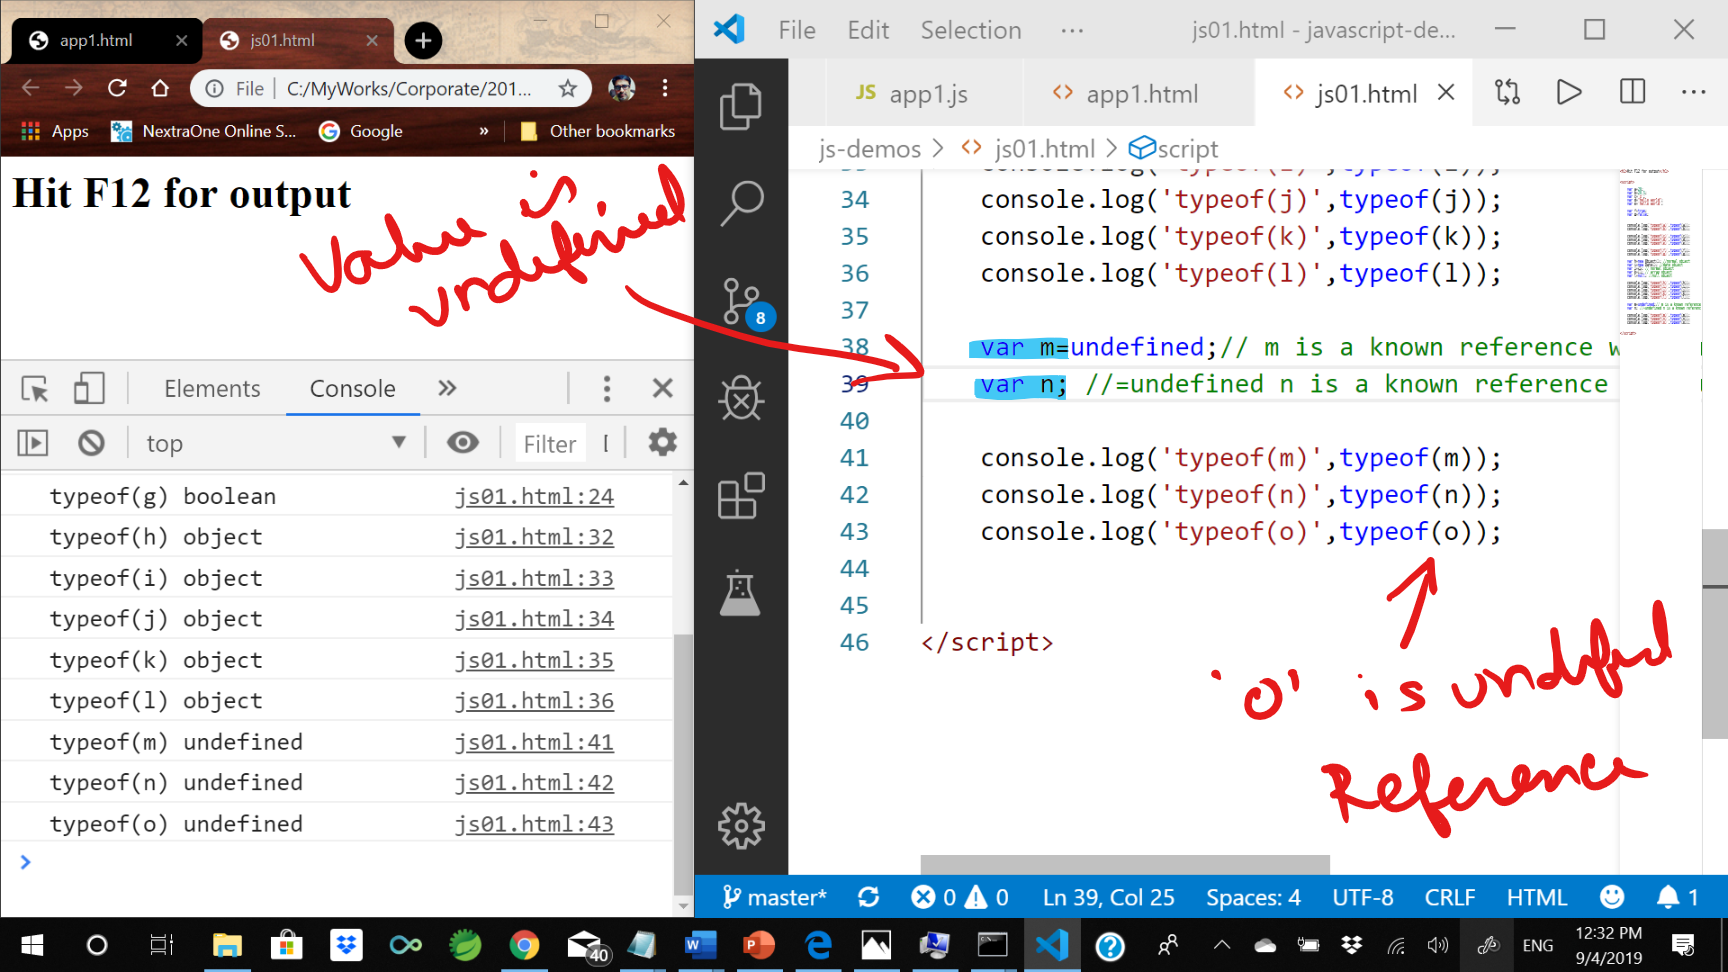 app1.html
js01.html
File
C:/MyWorks/Corporate/201...
Apps
NextraOne Online S...
Google
»
Other bookmarks
Hit F12 for output
Value is
undefined
Elements
Console
»
top
Filter
typeof(g) boolean js01.html:24
typeof(h) object js01.html:32
typeof(i) object js01.html:33
typeof(j) object js01.html:34
typeof(k) object js01.html:35
typeof(l) object js01.html:36
typeof(m) undefined js01.html:41
typeof(n) undefined js01.html:42
typeof(o) undefined js01.html:43
File Edit Selection ··· js01.html - javascript-de...
JS app1.js
app1.html
js01.html
js-demos > js01.html > script
34 console.log('typeof(j)',typeof(j));
35 console.log('typeof(k)',typeof(k));
36 console.log('typeof(l)',typeof(l));
37
38 var m=undefined;// m is a known reference
39 var n; //=undefined n is a known reference
40
41 console.log('typeof(m)',typeof(m));
42 console.log('typeof(n)',typeof(n));
43 console.log('typeof(o)',typeof(o));
44
45
46 </script>
'o' is undefined
Reference
8
master* 0 0 Ln 39, Col 25 Spaces: 4 UTF-8 CRLF HTML 1
40
ENG
12:32 PM
9/4/2019